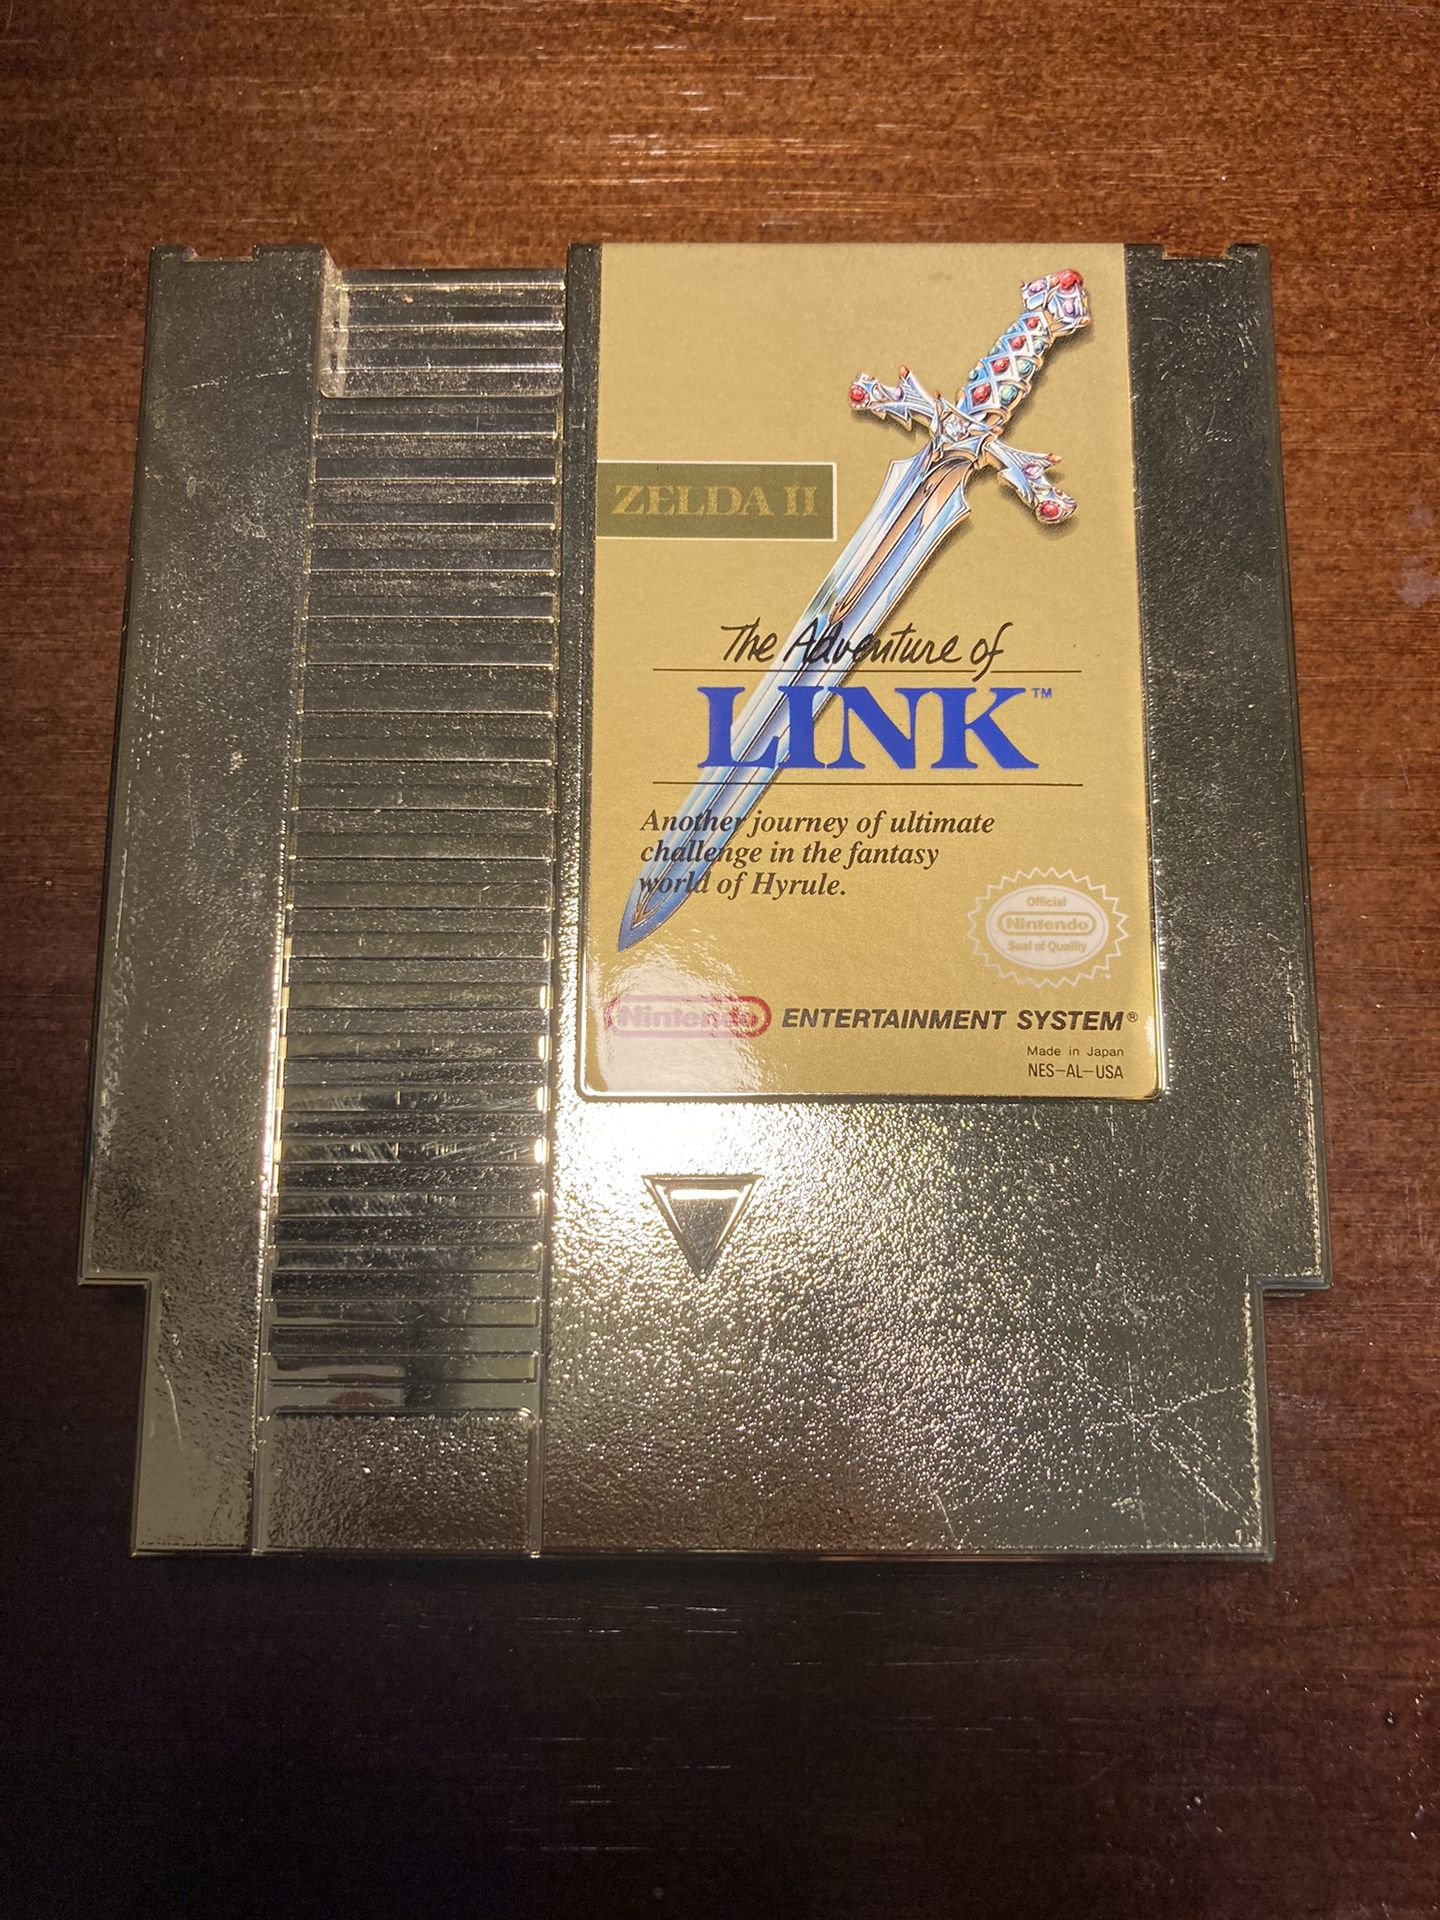 ZELDA II
The Adventure of
LINK™
Another journey of ultimate
challenge in the fantasy
world of Hyrule.
Official
Nintendo
Seal of Quality
Nintendo ENTERTAINMENT SYSTEM®
Made in Japan
NES-AL-USA